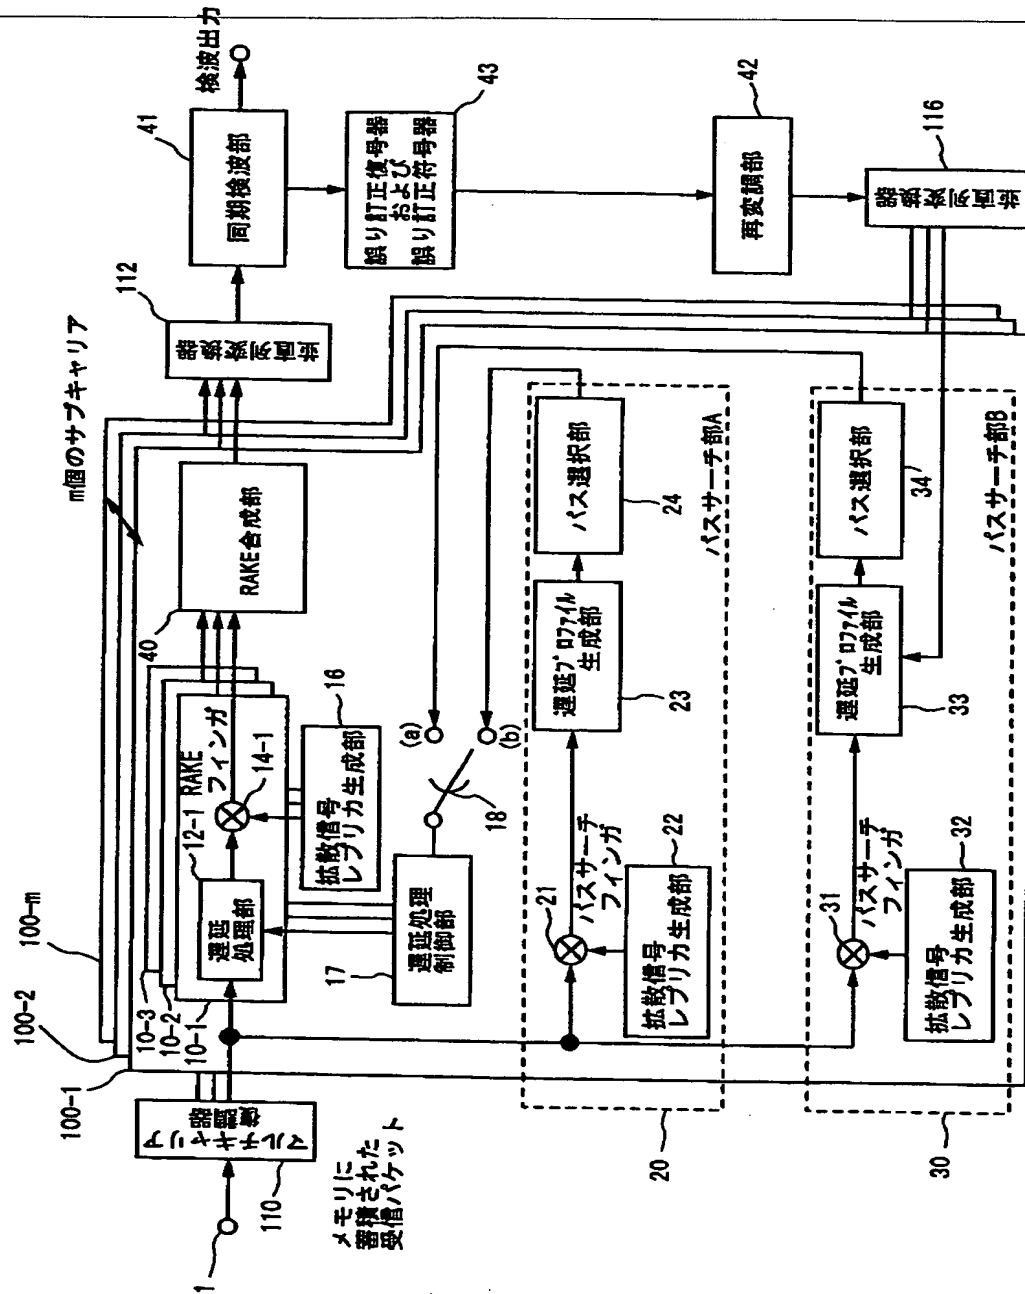 1
メモリに
蓄積された
受信パケット
マルチキャリア
復調器
110
100-1
100-2
100-m
m個のサブキャリア
10-1
10-2
10-3
RAKE
フィンガ
12-1
遅延
処理部
14-1
拡散信号
レプリカ生成部
16
遅延処理
制御部
17
18
(a)
(b)
40
RAKE合成部
並直列変換
器
112
同期検波部
41
検波出力
誤り訂正復号器
および
誤り訂正符号器
43
再変調部
42
並直列変換
器
116
パスサーチ部A
20
21
パスサーチ
フィンガ
拡散信号
レプリカ生成部
22
遅延プロファイル
生成部
23
パス選択部
24
パスサーチ部B
30
31
パスサーチ
フィンガ
拡散信号
レプリカ生成部
32
遅延プロファイル
生成部
33
パス選択部
34